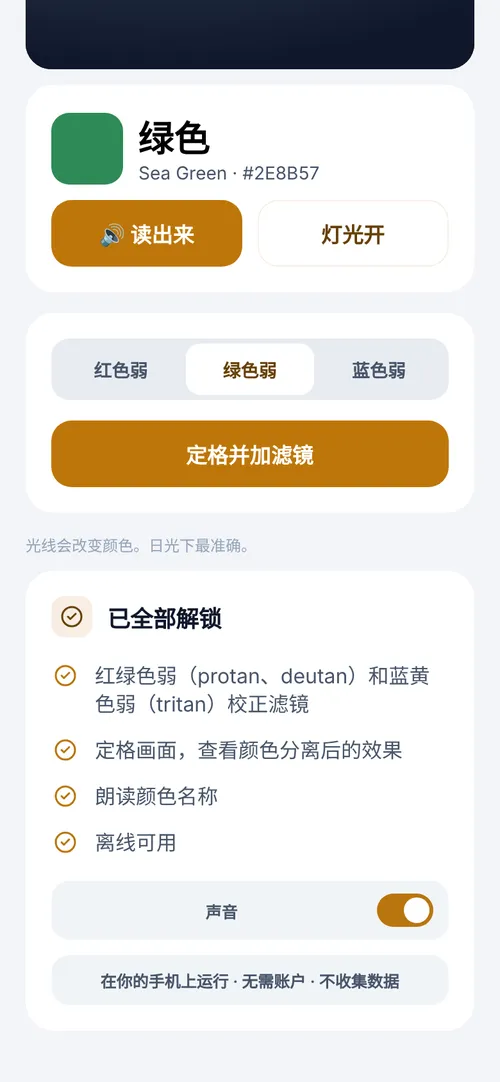 绿色
Sea Green · #2E8B57
🔊 读出来
灯光开
红色弱
绿色弱
蓝色弱
定格并加滤镜
光线会改变颜色。日光下最准确。
已全部解锁
红绿色弱（protan、deutan）和蓝黄
色弱（tritan）校正滤镜
定格画面，查看颜色分离后的效果
朗读颜色名称
离线可用
声音
在你的手机上运行 · 无需账户 · 不收集数据